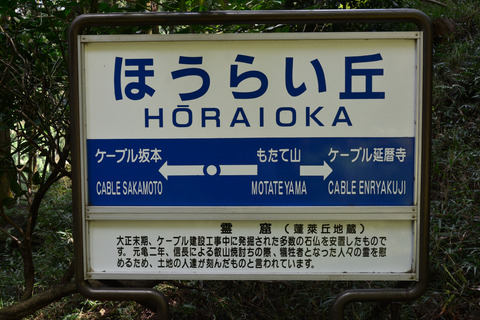 ほうらい丘
HŌRAIOKA
ケーブル坂本 もたて山 ケーブル延暦寺
CABLE SAKAMOTO MOTATEYAMA CABLE ENRYAKUJI
霊 窟 (蓬莱丘地蔵)
大正末期、ケーブル建設工事中に発掘された多数の石仏を安置したもので
す。元亀二年、信長による叡山焼討ちの際、犠牲者となった人々の霊を慰
めるため、土地の人達が刻んだものと言われています。